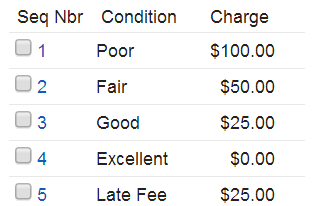 Seq Nbr Condition Charge
1 Poor $100.00
2 Fair $50.00
3 Good $25.00
4 Excellent $0.00
5 Late Fee $25.00